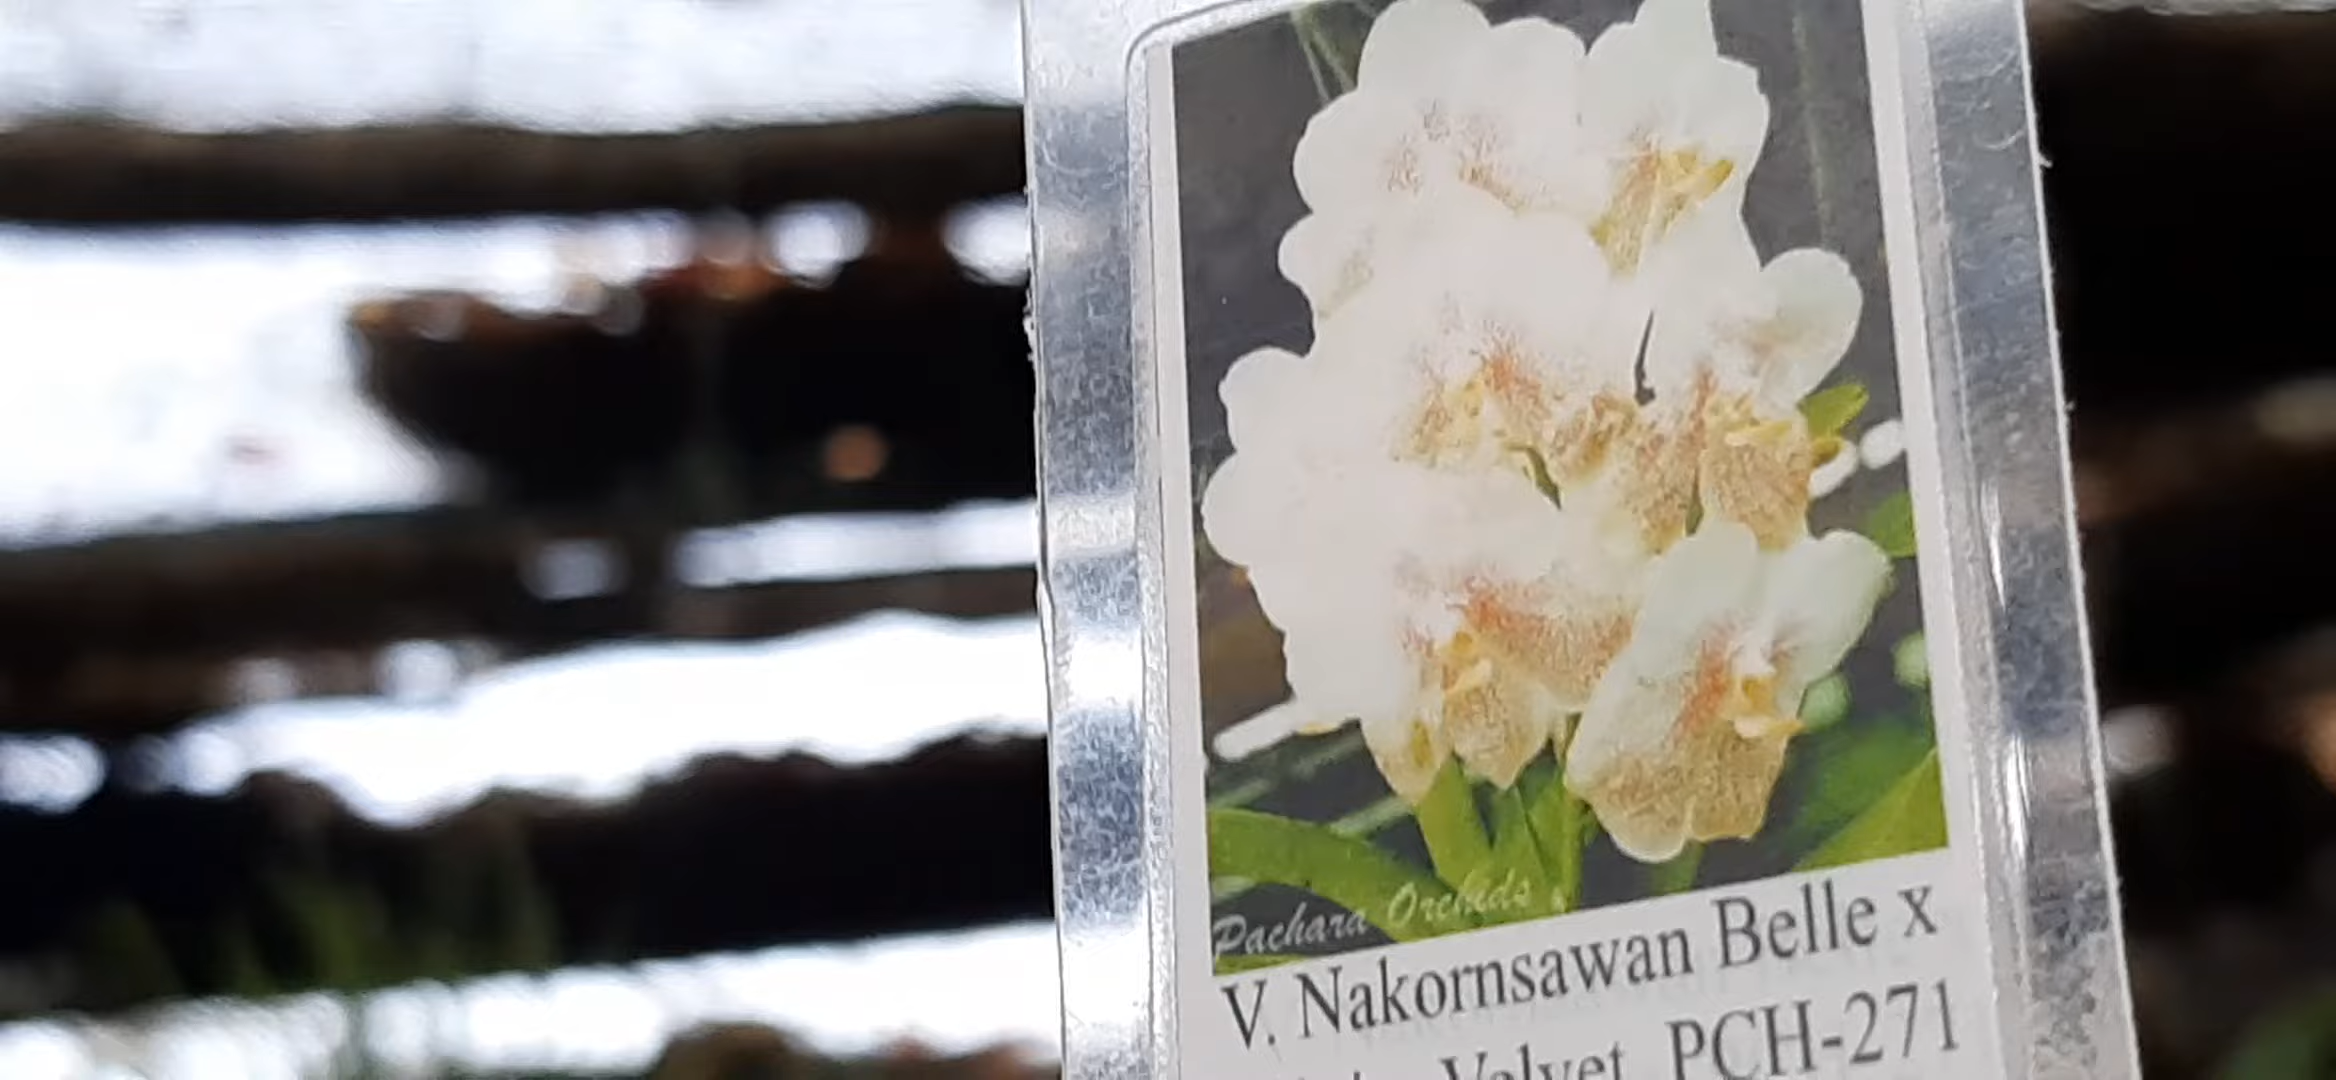 Pachara Orchids
V. Nakornsawan Belle x
Velvet PCH-271